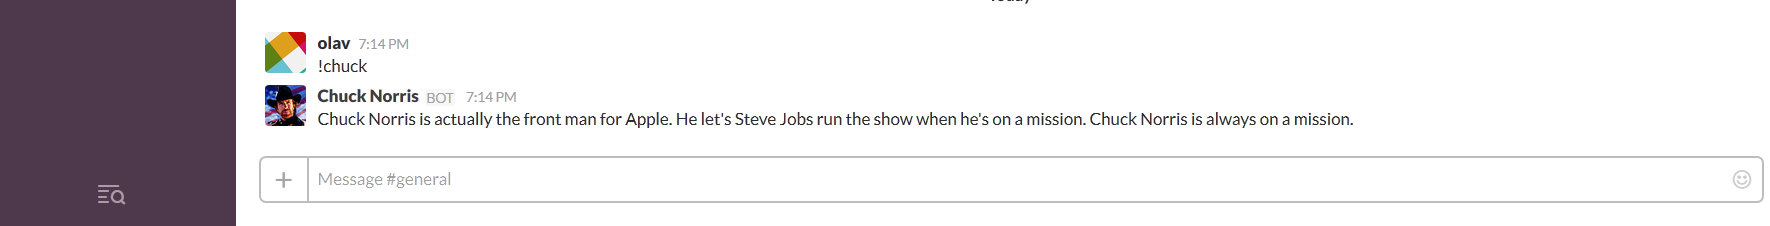 olav 7:14 PM
!chuck
Chuck Norris BOT 7:14 PM
Chuck Norris is actually the front man for Apple. He let's Steve Jobs run the show when he's on a mission. Chuck Norris is always on a mission.
Message #general